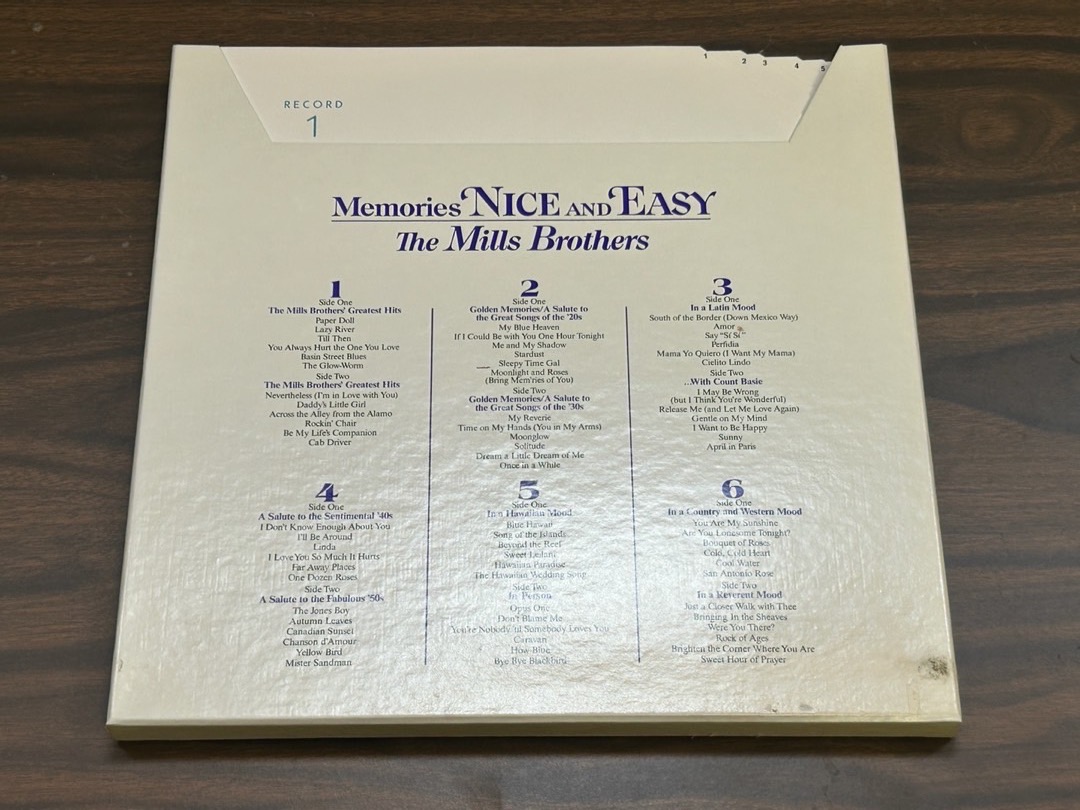 1 2 3 4 5
RECORD
1
Memories NICE AND EASY
The Mills Brothers
1
Side One
The Mills Brothers' Greatest Hits
Paper Doll
Lazy River
Till Then
You Always Hurt the One You Love
Basin Street Blues
The Glow-Worm
Side Two
The Mills Brothers' Greatest Hits
Nevertheless (I'm in Love with You)
Daddy's Little Girl
Across the Alley from the Alamo
Rockin' Chair
Be My Life's Companion
Cab Driver
2
Side One
Golden Memories/A Salute to
the Great Songs of the '20s
My Blue Heaven
If I Could Be with You One Hour Tonight
Me and My Shadow
Stardust
Sleepy Time Gal
Moonlight and Roses
(Bring Mem'ries of You)
Side Two
Golden Memories/A Salute to
the Great Songs of the '30s
My Reverie
Time on My Hands (You in My Arms)
Moonglow
Solitude
Dream a Little Dream of Me
Once in a While
3
Side One
In a Latin Mood
South of the Border (Down Mexico Way)
Amor
Say "Sí Sí"
Perfidia
Mama Yo Quiero (I Want My Mama)
Cielito Lindo
Side Two
...With Count Basie
I May Be Wrong
(but I Think You're Wonderful)
Release Me (and Let Me Love Again)
Gentle on My Mind
I Want to Be Happy
Sunny
April in Paris
4
Side One
A Salute to the Sentimental '40s
I Don't Know Enough About You
I'll Be Around
Linda
I Love You So Much It Hurts
Far Away Places
One Dozen Roses
Side Two
A Salute to the Fabulous '50s
The Jones Boy
Autumn Leaves
Canadian Sunset
Chanson d'Amour
Yellow Bird
Mister Sandman
5
Side One
In a Hawaiian Mood
Blue Hawaii
Song of the Islands
Beyond the Reef
Sweet Leilani
Hawaiian Paradise
The Hawaiian Wedding Song
Side Two
In Person
Opus One
Don't Blame Me
You're Nobody 'til Somebody Loves You
Caravan
How Blue
Bye Bye Blackbird
6
Side One
In a Country and Western Mood
You Are My Sunshine
Are You Lonesome Tonight?
Bouquet of Roses
Cold, Cold Heart
Cool Water
San Antonio Rose
Side Two
In a Reverent Mood
Just a Closer Walk with Thee
Bringing In the Sheaves
Were You There?
Rock of Ages
Brighten the Corner Where You Are
Sweet Hour of Prayer